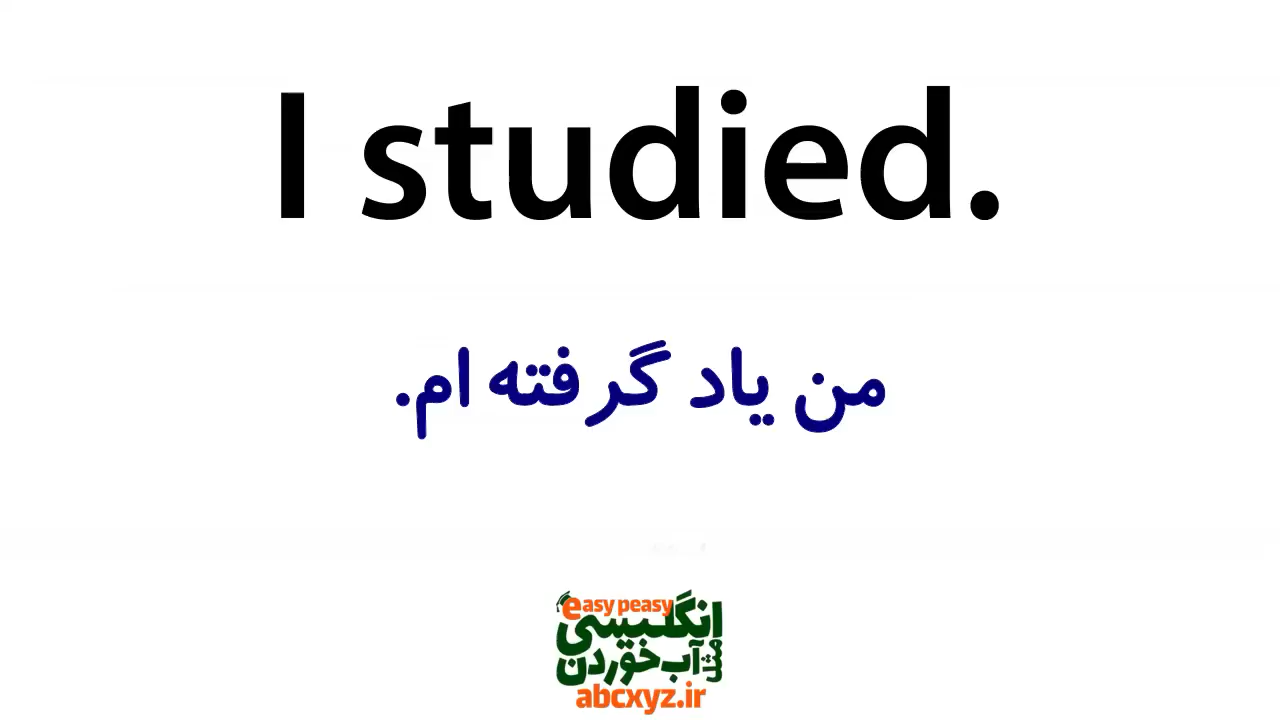 I studied.
من یاد گرفته ام.
easy peasy
انگلیسی
مثل آب خوردن
abcxyz.ir